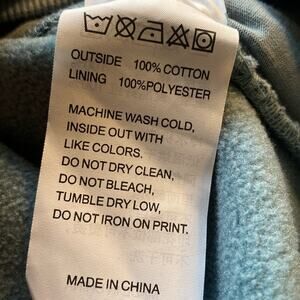 OUTSIDE 100% COTTON
LINING 100%POLYESTER
MACHINE WASH COLD,
INSIDE OUT WITH
LIKE COLORS.
DO NOT DRY CLEAN,
DO NOT BLEACH,
TUMBLE DRY LOW,
DO NOT IRON ON PRINT.
MADE IN CHINA